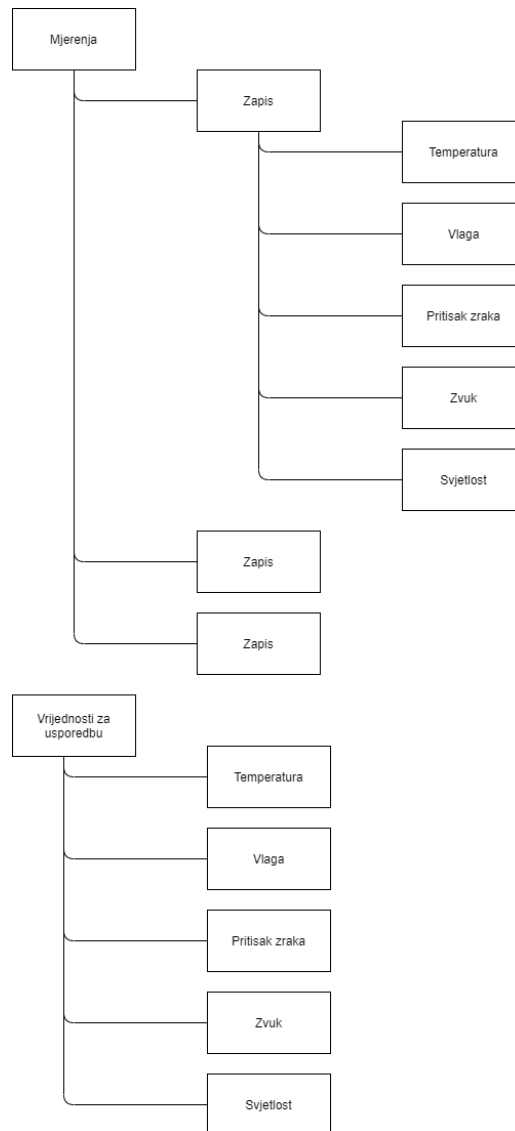 Mjerenja
Zapis
Temperatura
Vlaga
Pritisak zraka
Zvuk
Svjetlost
Zapis
Zapis
Vrijednosti za
usporedbu
Temperatura
Vlaga
Pritisak zraka
Zvuk
Svjetlost